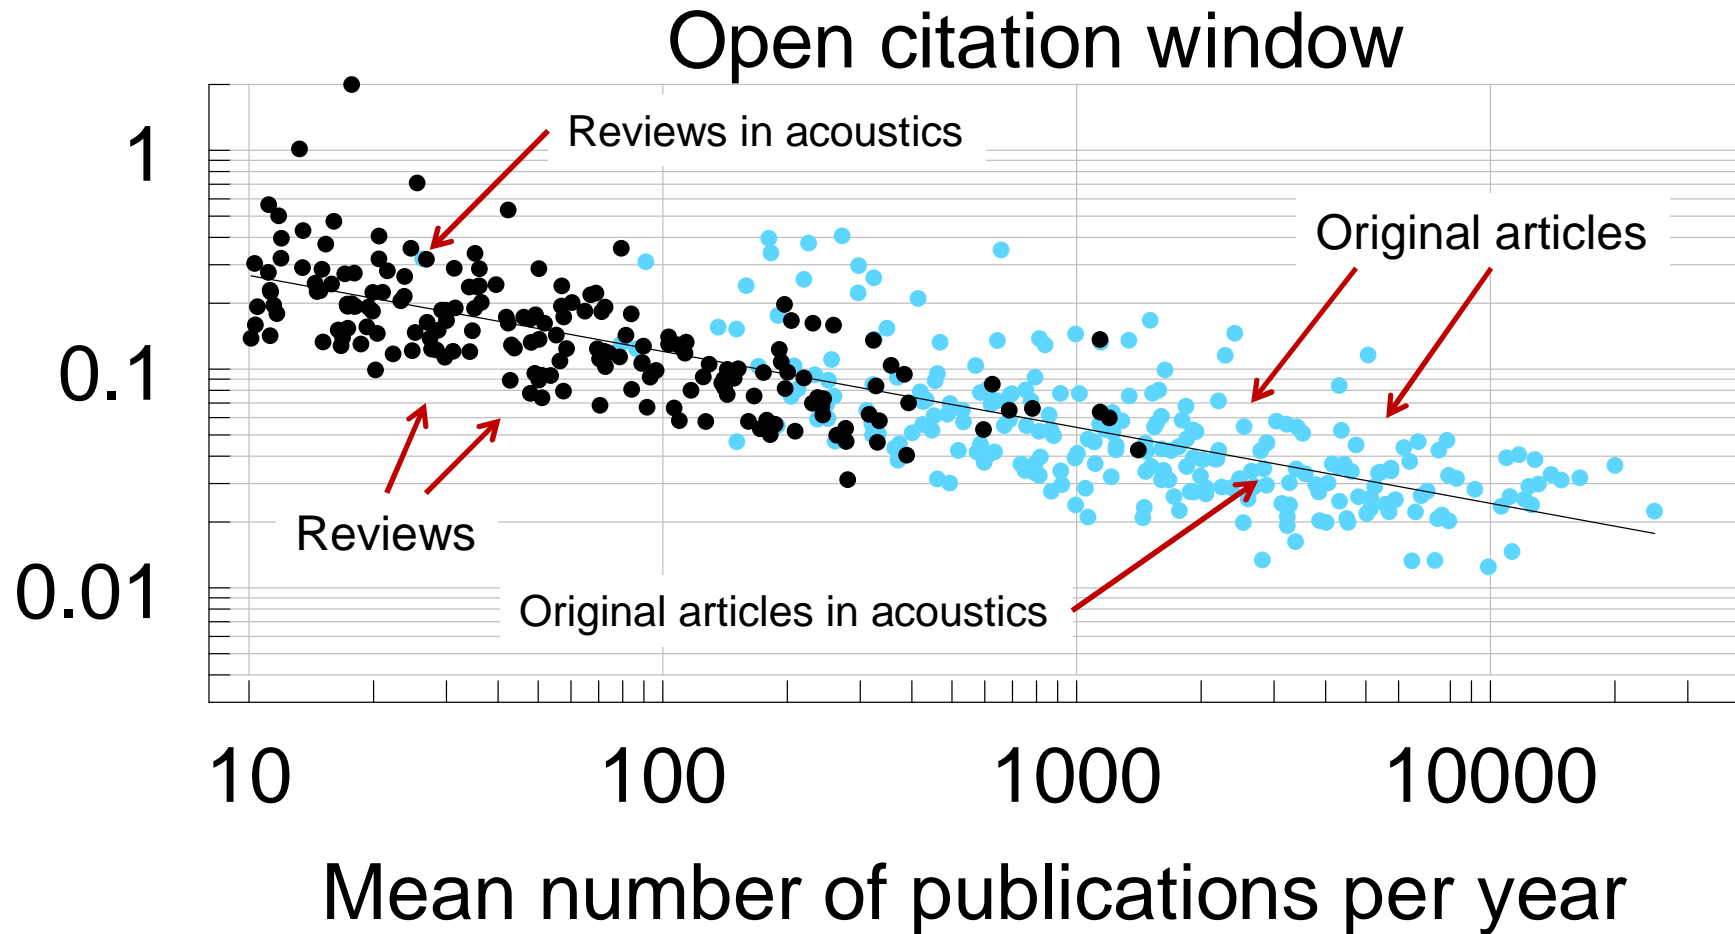 Open citation window
1
Reviews in acoustics
Original articles
0.1
Reviews
0.01
Original articles in acoustics
10 100 1000 10000
Mean number of publications per year